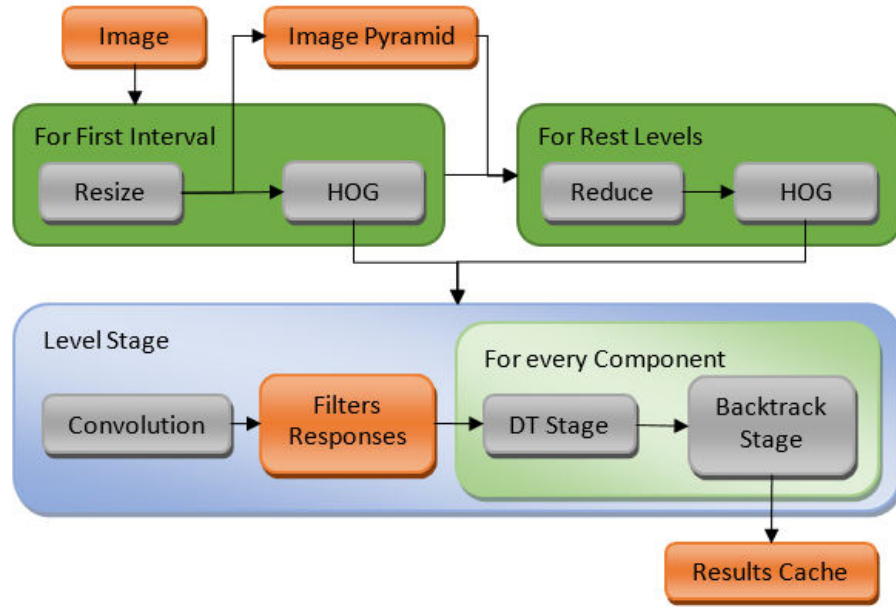 Image
Image Pyramid
For First Interval
Resize
HOG
For Rest Levels
Reduce
HOG
Level Stage
Convolution
Filters
Responses
For every Component
DT Stage
Backtrack
Stage
Results Cache